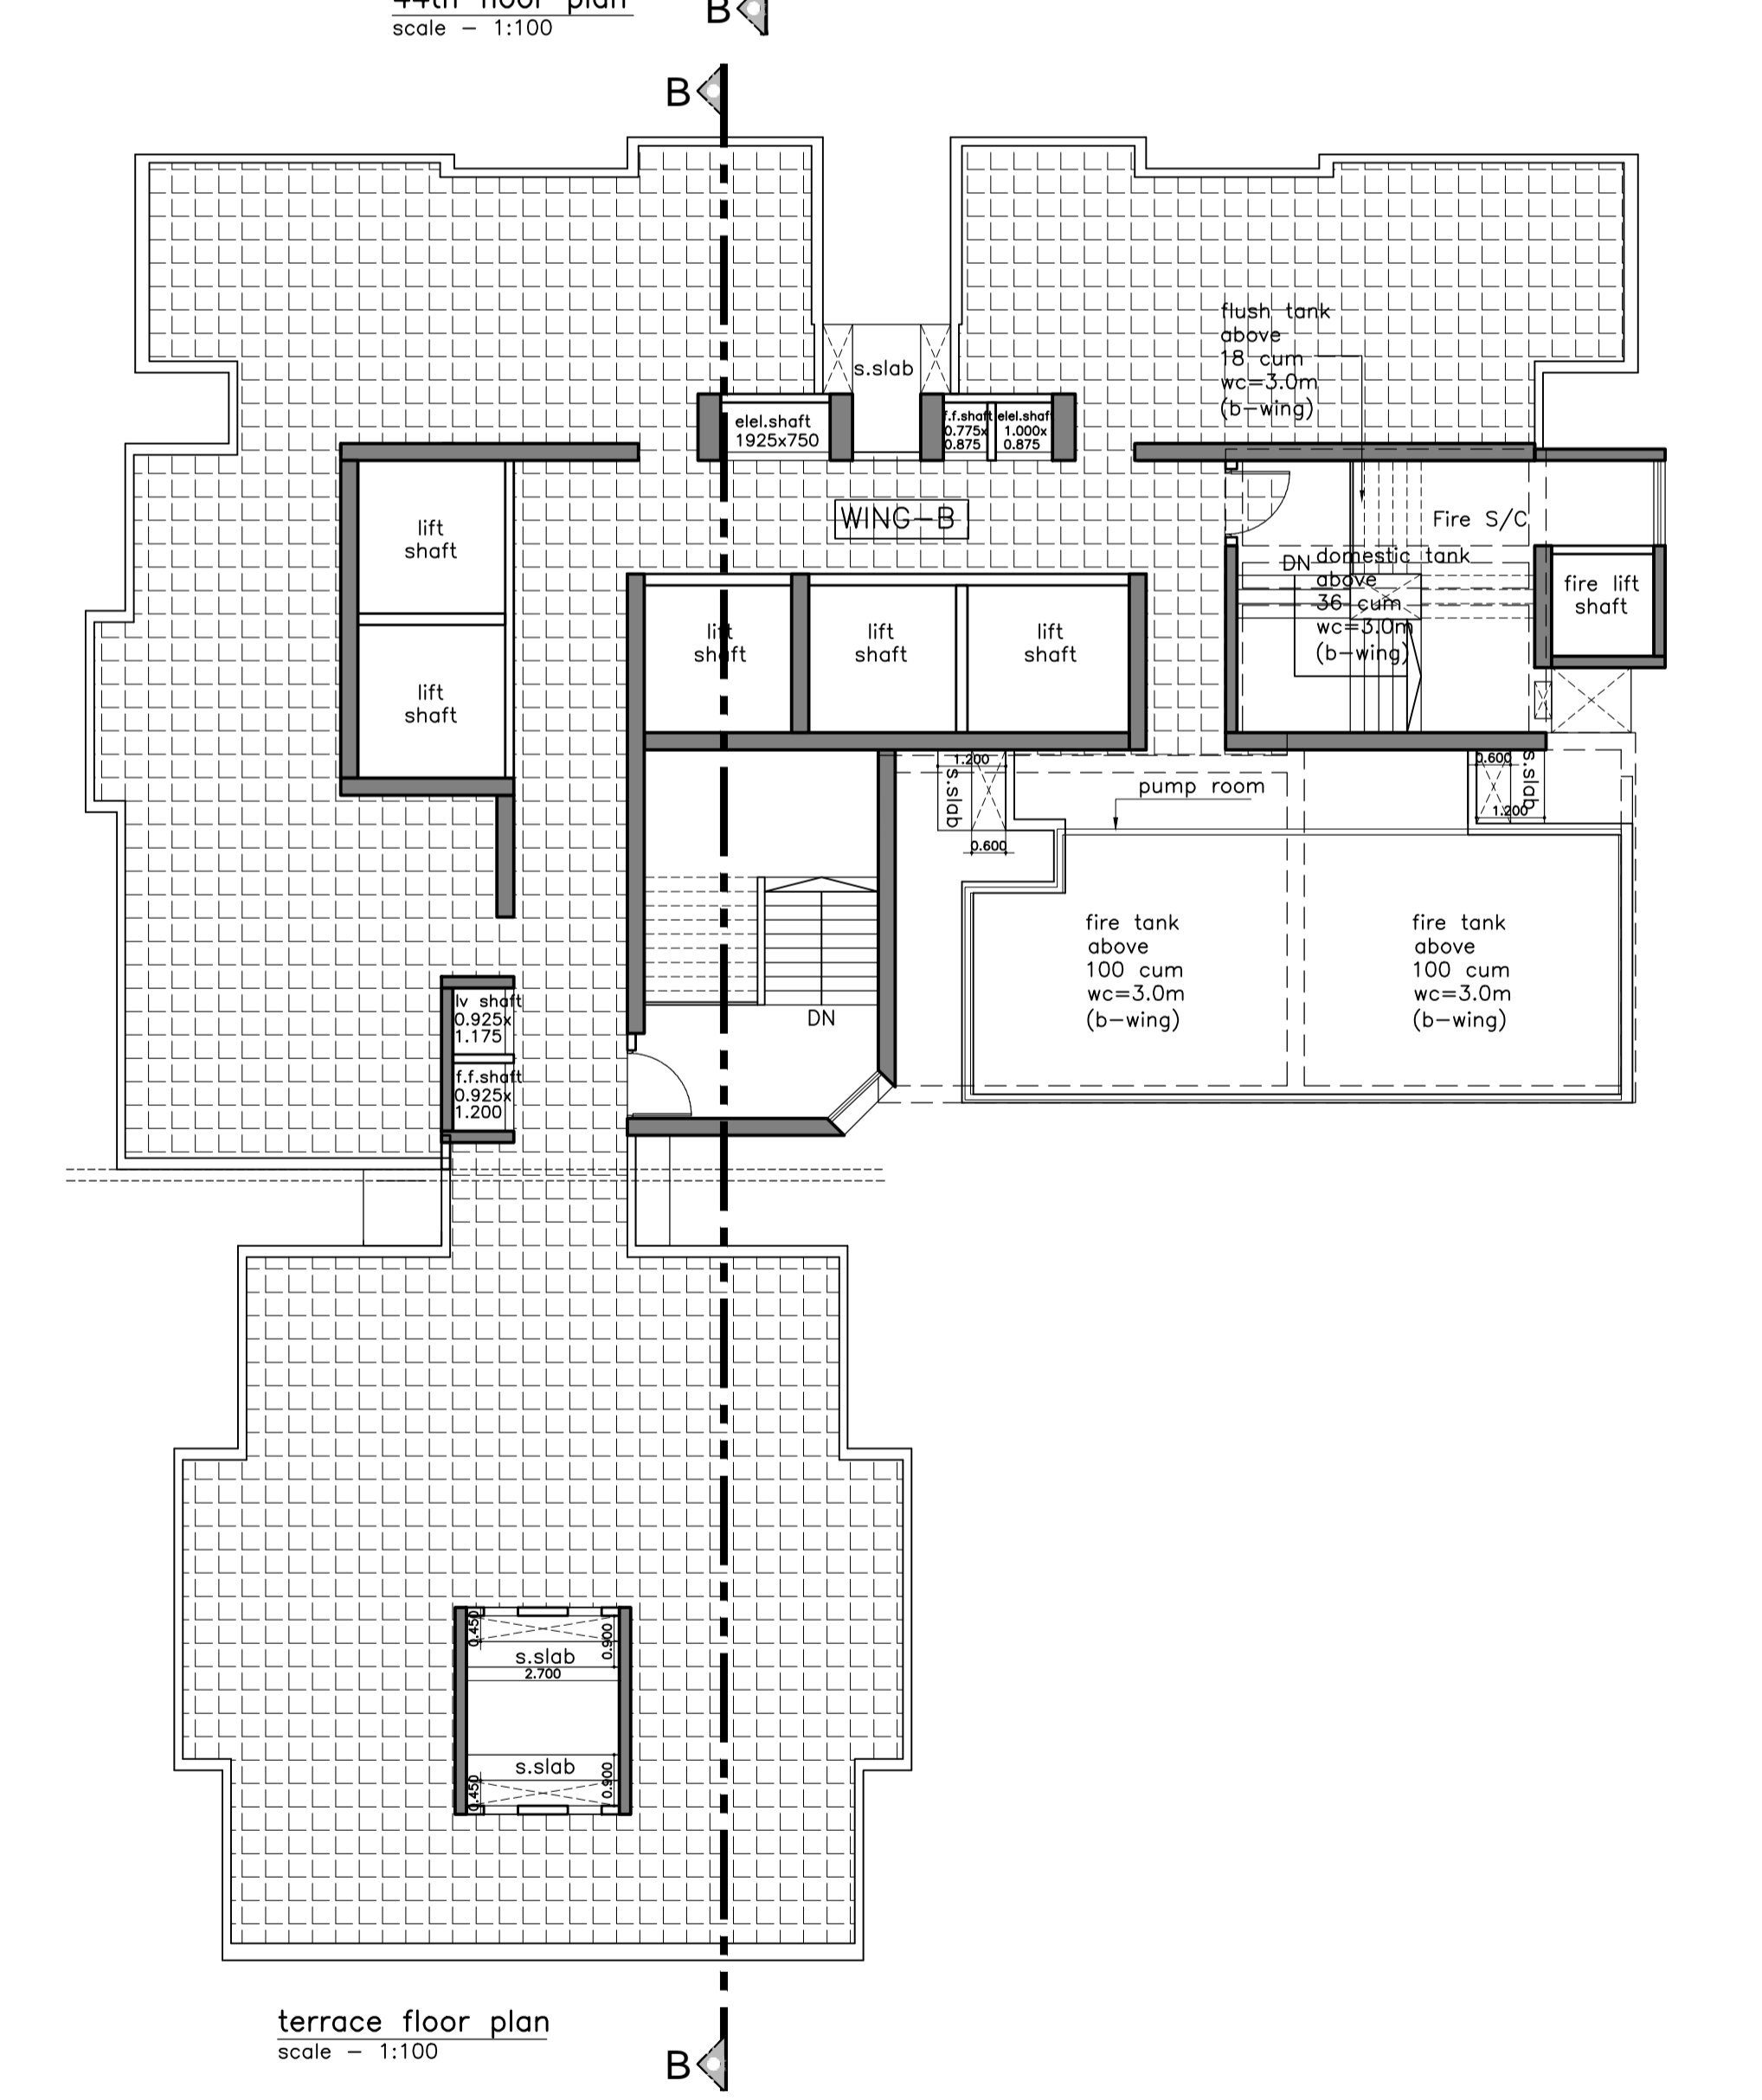 44th floor plan
scale – 1:100
B
B
flush tank
above
18 cum
wc=3.0m
(b–wing)
s.slab
elel.shaft
1925x750
f.f.shaft
0.775x
0.875
elel.shaft
1.000x
0.875
WING–B
Fire S/C
lift
shaft
DN
domestic tank
above
36 cum
wc=3.0m
(b–wing)
fire lift
shaft
lift
shaft
lift
shaft
lift
shaft
lift
shaft
1.200
s.slab
0.600
pump room
0.600
s.slab
1.200
fire tank
above
100 cum
wc=3.0m
(b–wing)
fire tank
above
100 cum
wc=3.0m
(b–wing)
lv shaft
0.925x
1.175
DN
f.f.shaft
0.925x
1.200
0.450
0.900
s.slab
2.700
s.slab
0.450
0.900
terrace floor plan
scale – 1:100
B